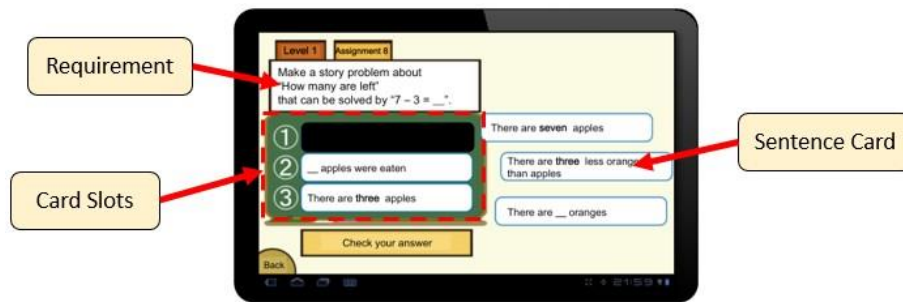 Requirement
Card Slots
Sentence Card
Level 1
Assignment 8
Make a story problem about
"How many are left"
that can be solved by "7 – 3 = __".
①
② __ apples were eaten
③ There are three apples
There are seven apples
There are three less oranges
than apples
There are __ oranges
Check your answer
Back
21:59